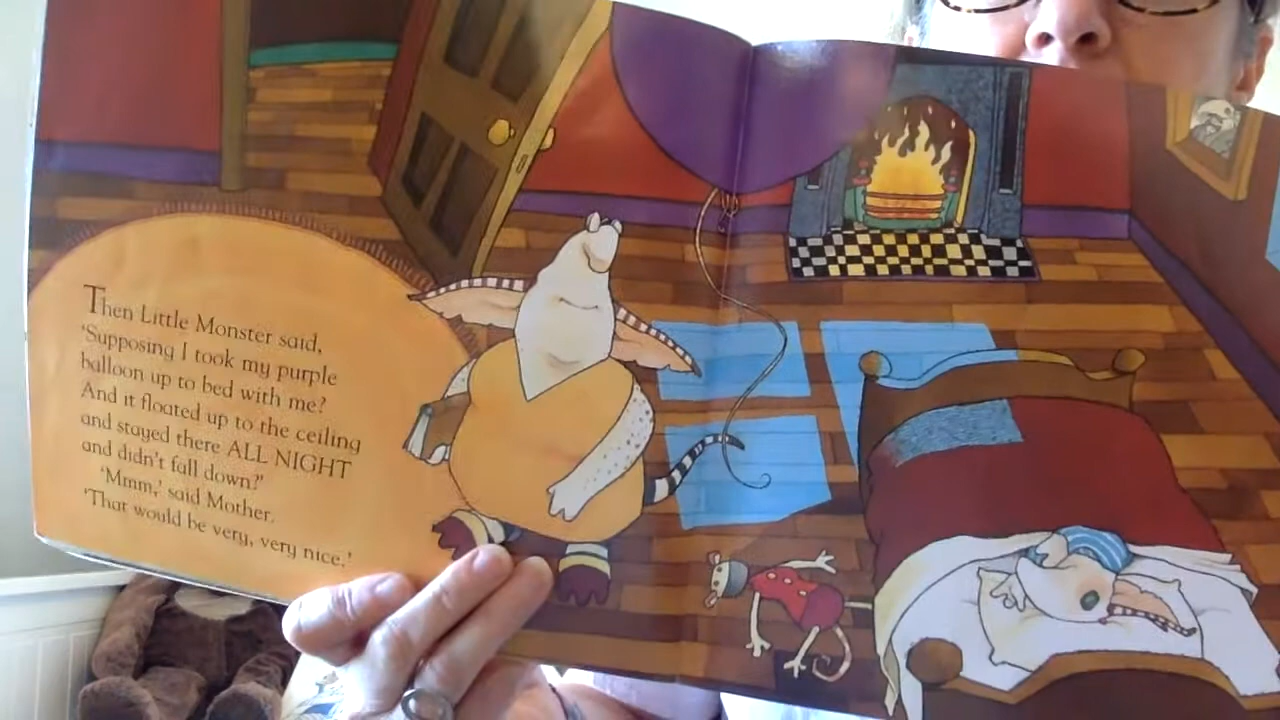 Then Little Monster said,
'Supposing I took my purple
balloon up to bed with me?
And it floated up to the ceiling
and stayed there ALL NIGHT
and didn't fall down?'
'Mmm,' said Mother.
'That would be very, very nice.'